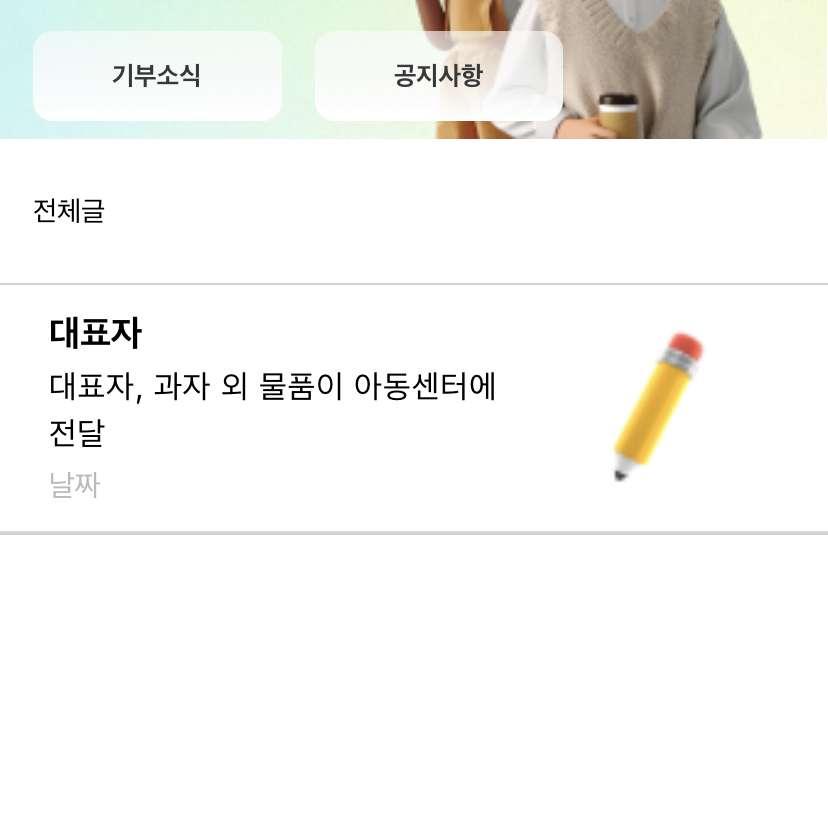 기부소식 공지사항
전체글
대표자
대표자, 과자 외 물품이 아동센터에
전달
날짜